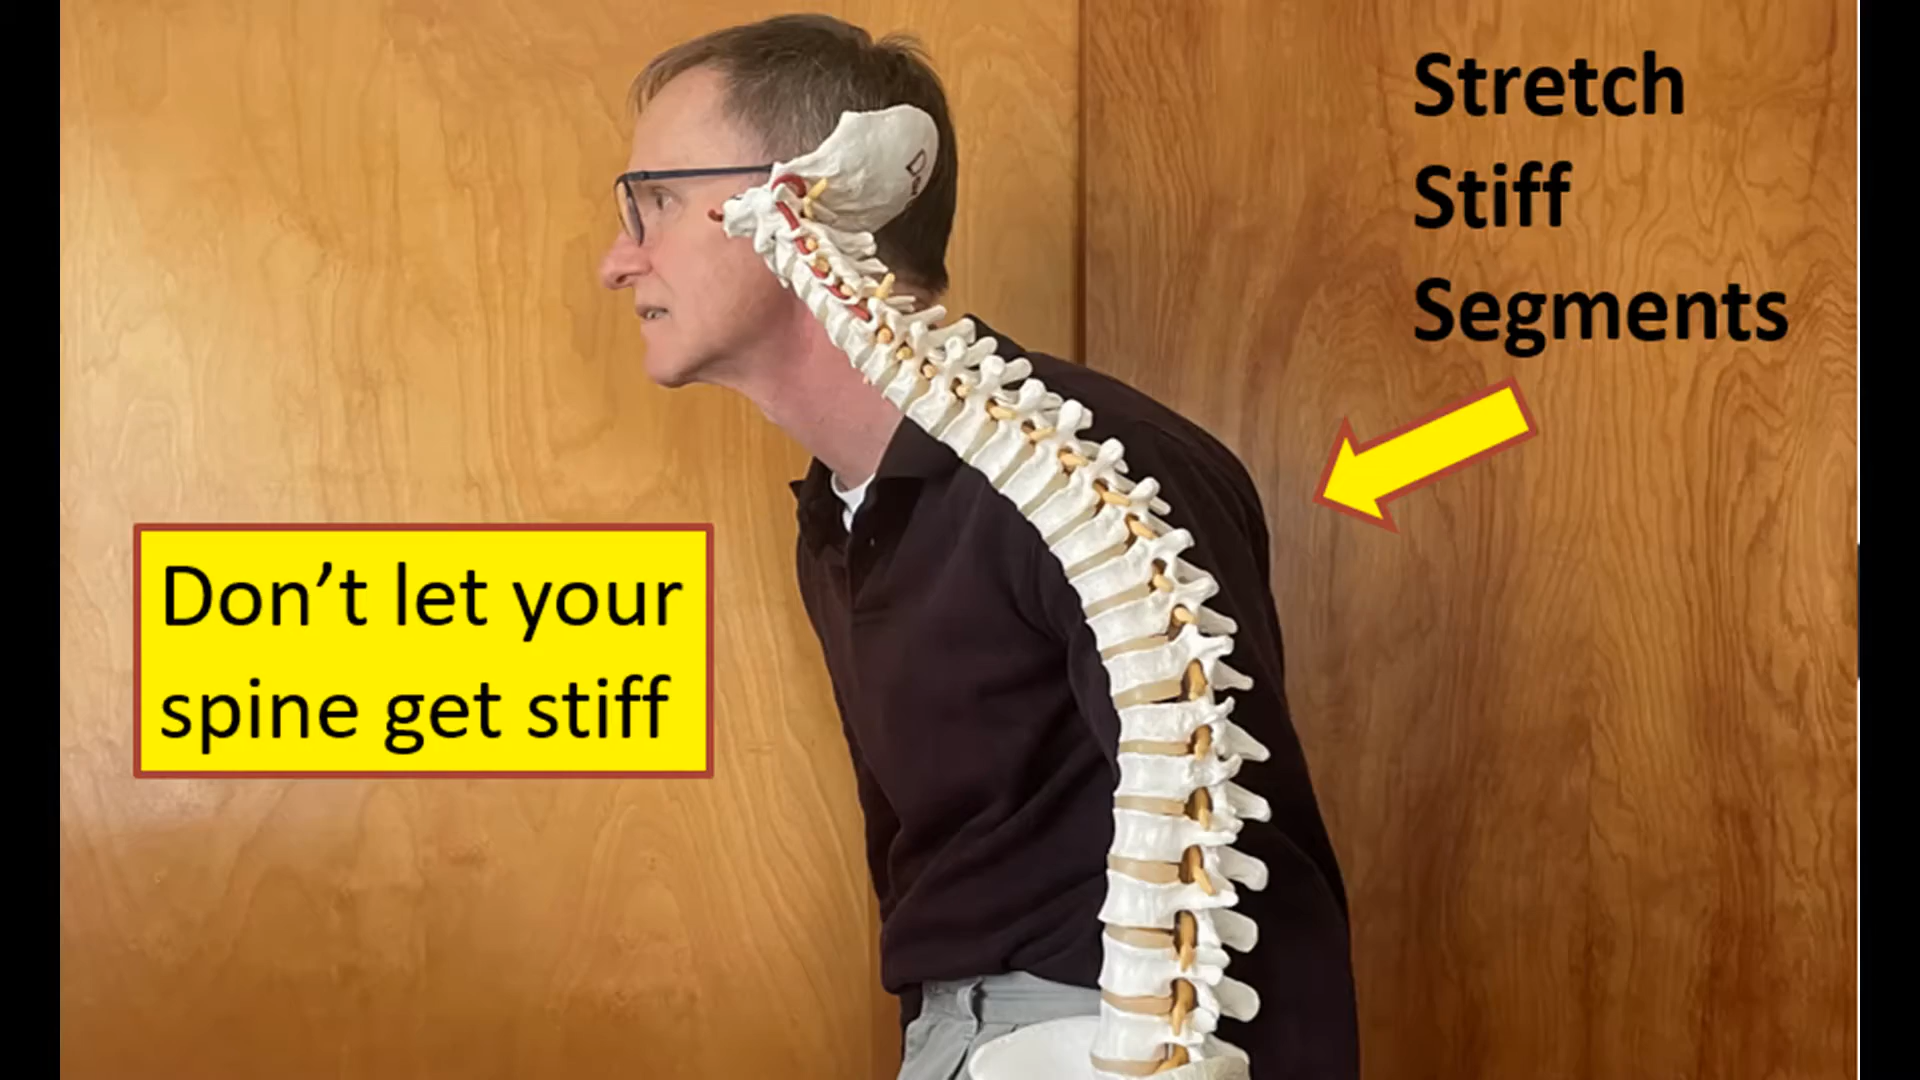 Stretch
Stiff
Segments
Don't let your
spine get stiff